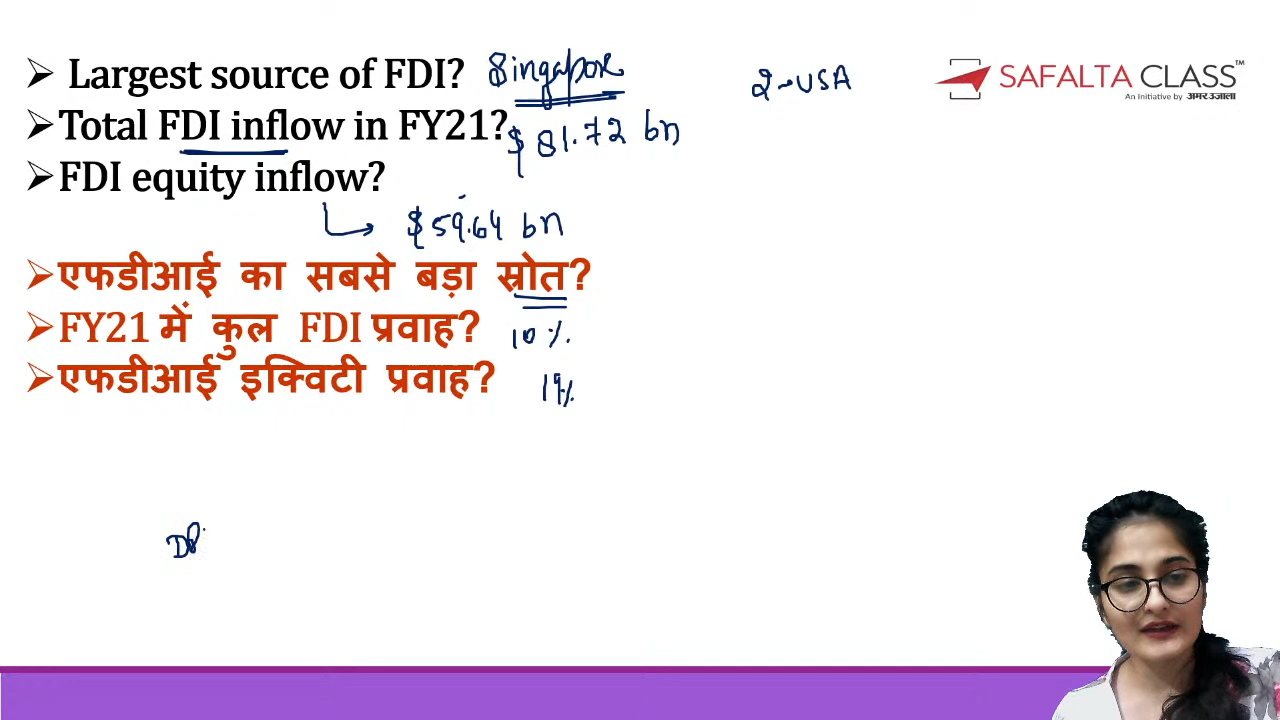 ➤ Largest source of FDI? Singapore
2 → USA
SAFALTA CLASS™
An Initiative by अमर उजाला
➤ Total FDI inflow in FY21? $ 81.72 bn
➤ FDI equity inflow?
↳ $59.64 bn
➤ एफडीआई का सबसे बड़ा स्रोत?
➤ FY21 में कुल FDI प्रवाह? 10%
➤ एफडीआई इक्विटी प्रवाह? 19%